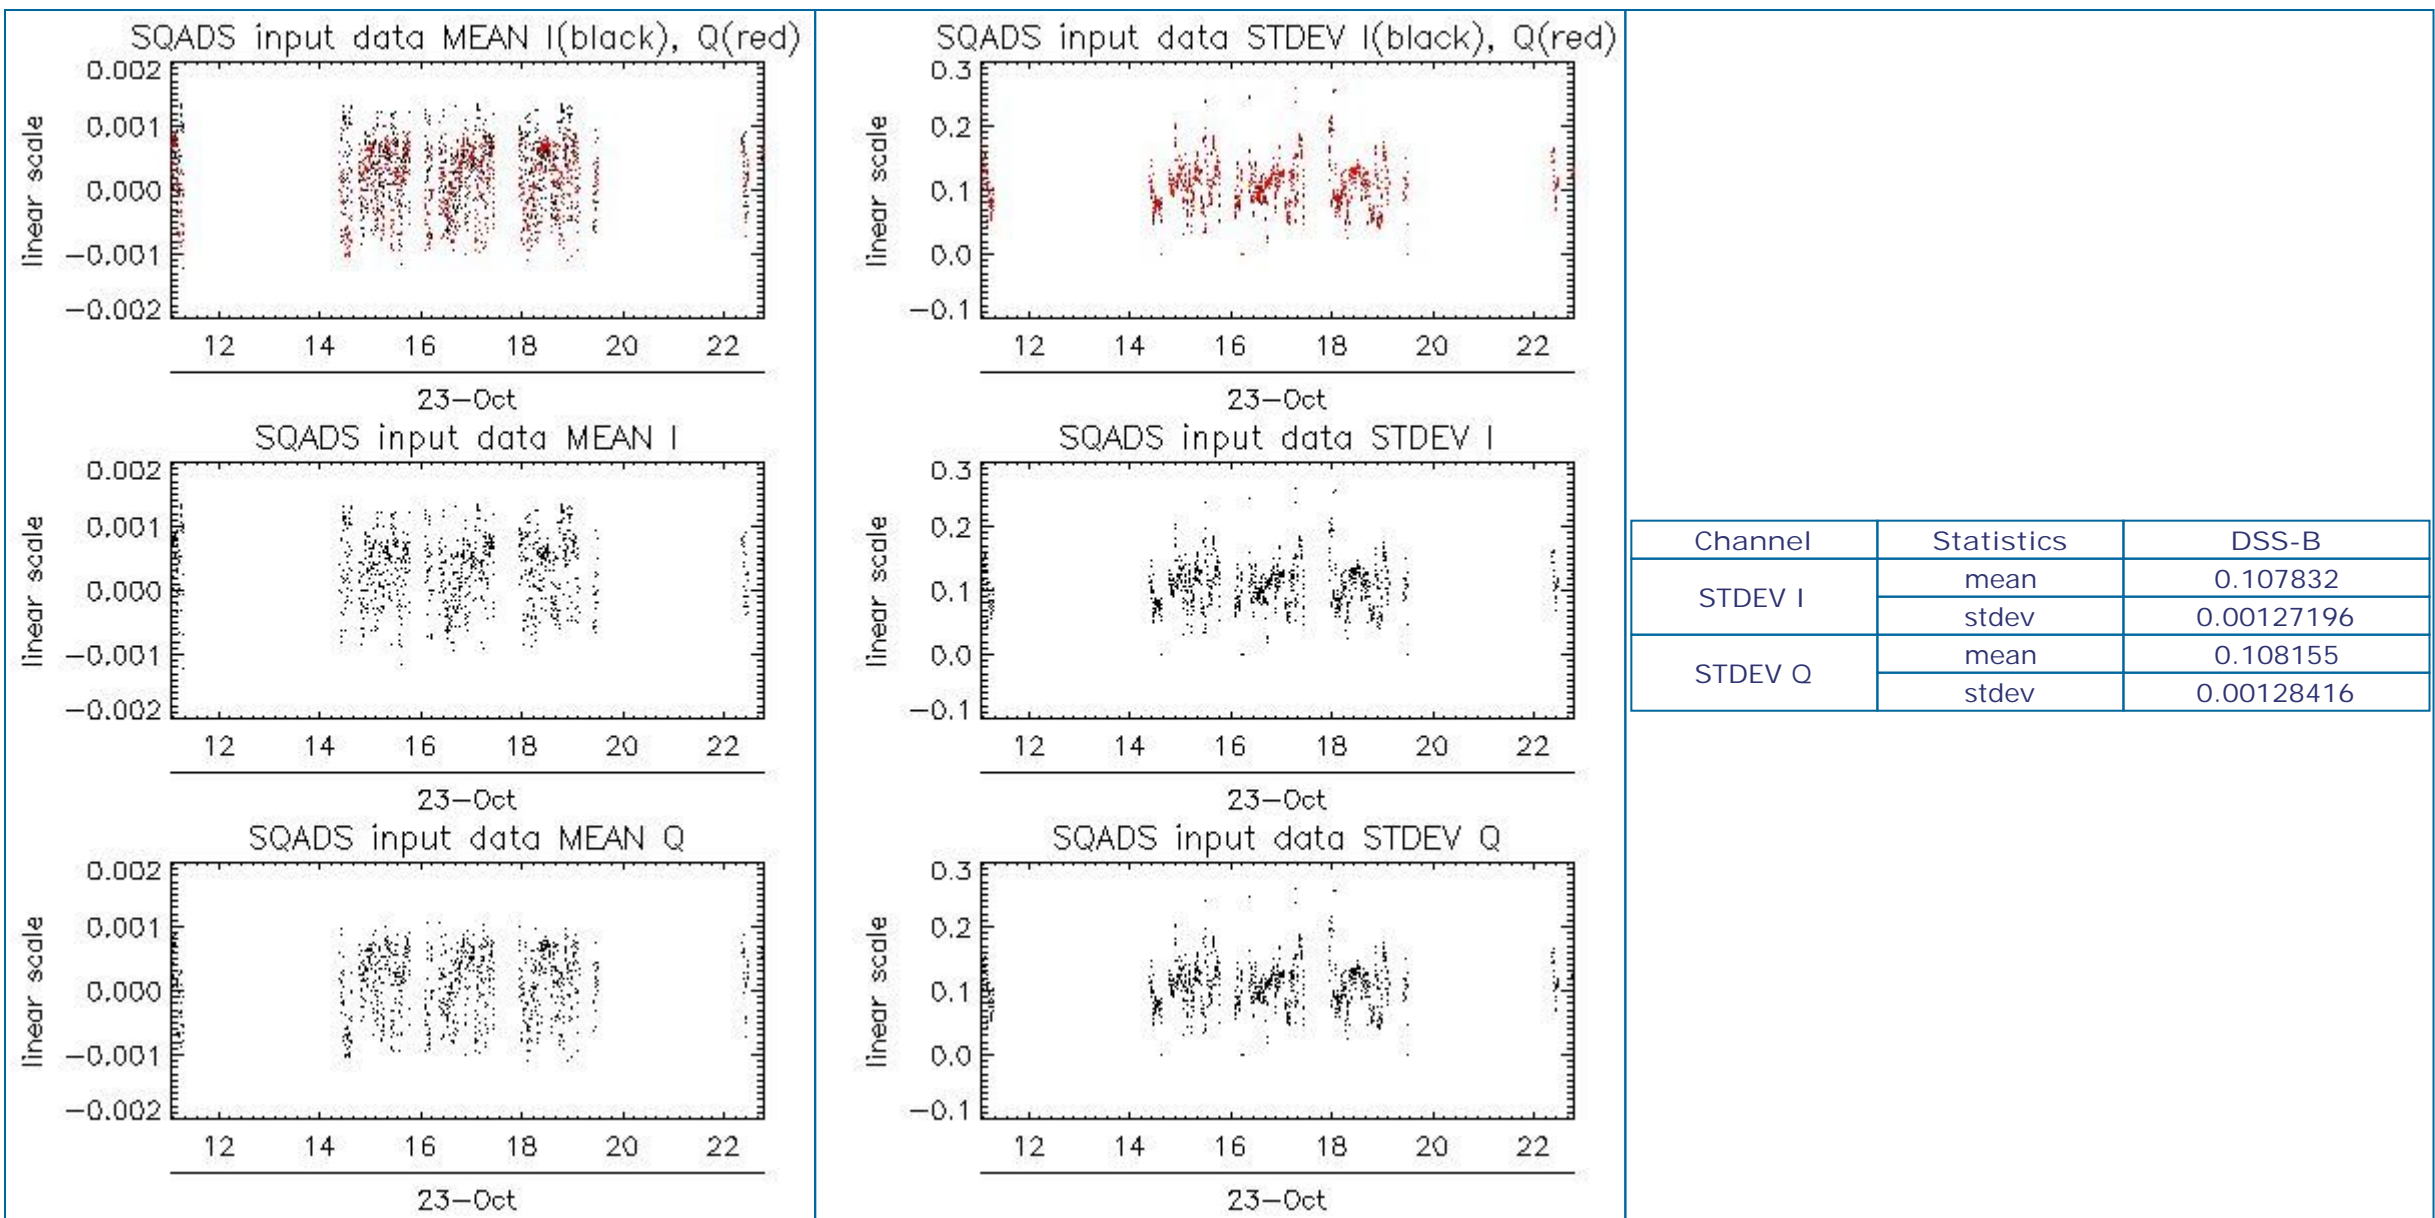 SQADS input data MEAN I(black), Q(red)
linear scale
0.002
0.001
0.000
−0.001
−0.002
12 14 16 18 20 22
23−Oct
SQADS input data MEAN I
linear scale
0.002
0.001
0.000
−0.001
−0.002
12 14 16 18 20 22
23−Oct
SQADS input data MEAN Q
linear scale
0.002
0.001
0.000
−0.001
−0.002
12 14 16 18 20 22
23−Oct
SQADS input data STDEV I(black), Q(red)
linear scale
0.3
0.2
0.1
0.0
−0.1
12 14 16 18 20 22
23−Oct
SQADS input data STDEV I
linear scale
0.3
0.2
0.1
0.0
−0.1
12 14 16 18 20 22
23−Oct
SQADS input data STDEV Q
linear scale
0.3
0.2
0.1
0.0
−0.1
12 14 16 18 20 22
23−Oct
Channel Statistics DSS-B
STDEV I mean 0.107832
stdev 0.00127196
STDEV Q mean 0.108155
stdev 0.00128416